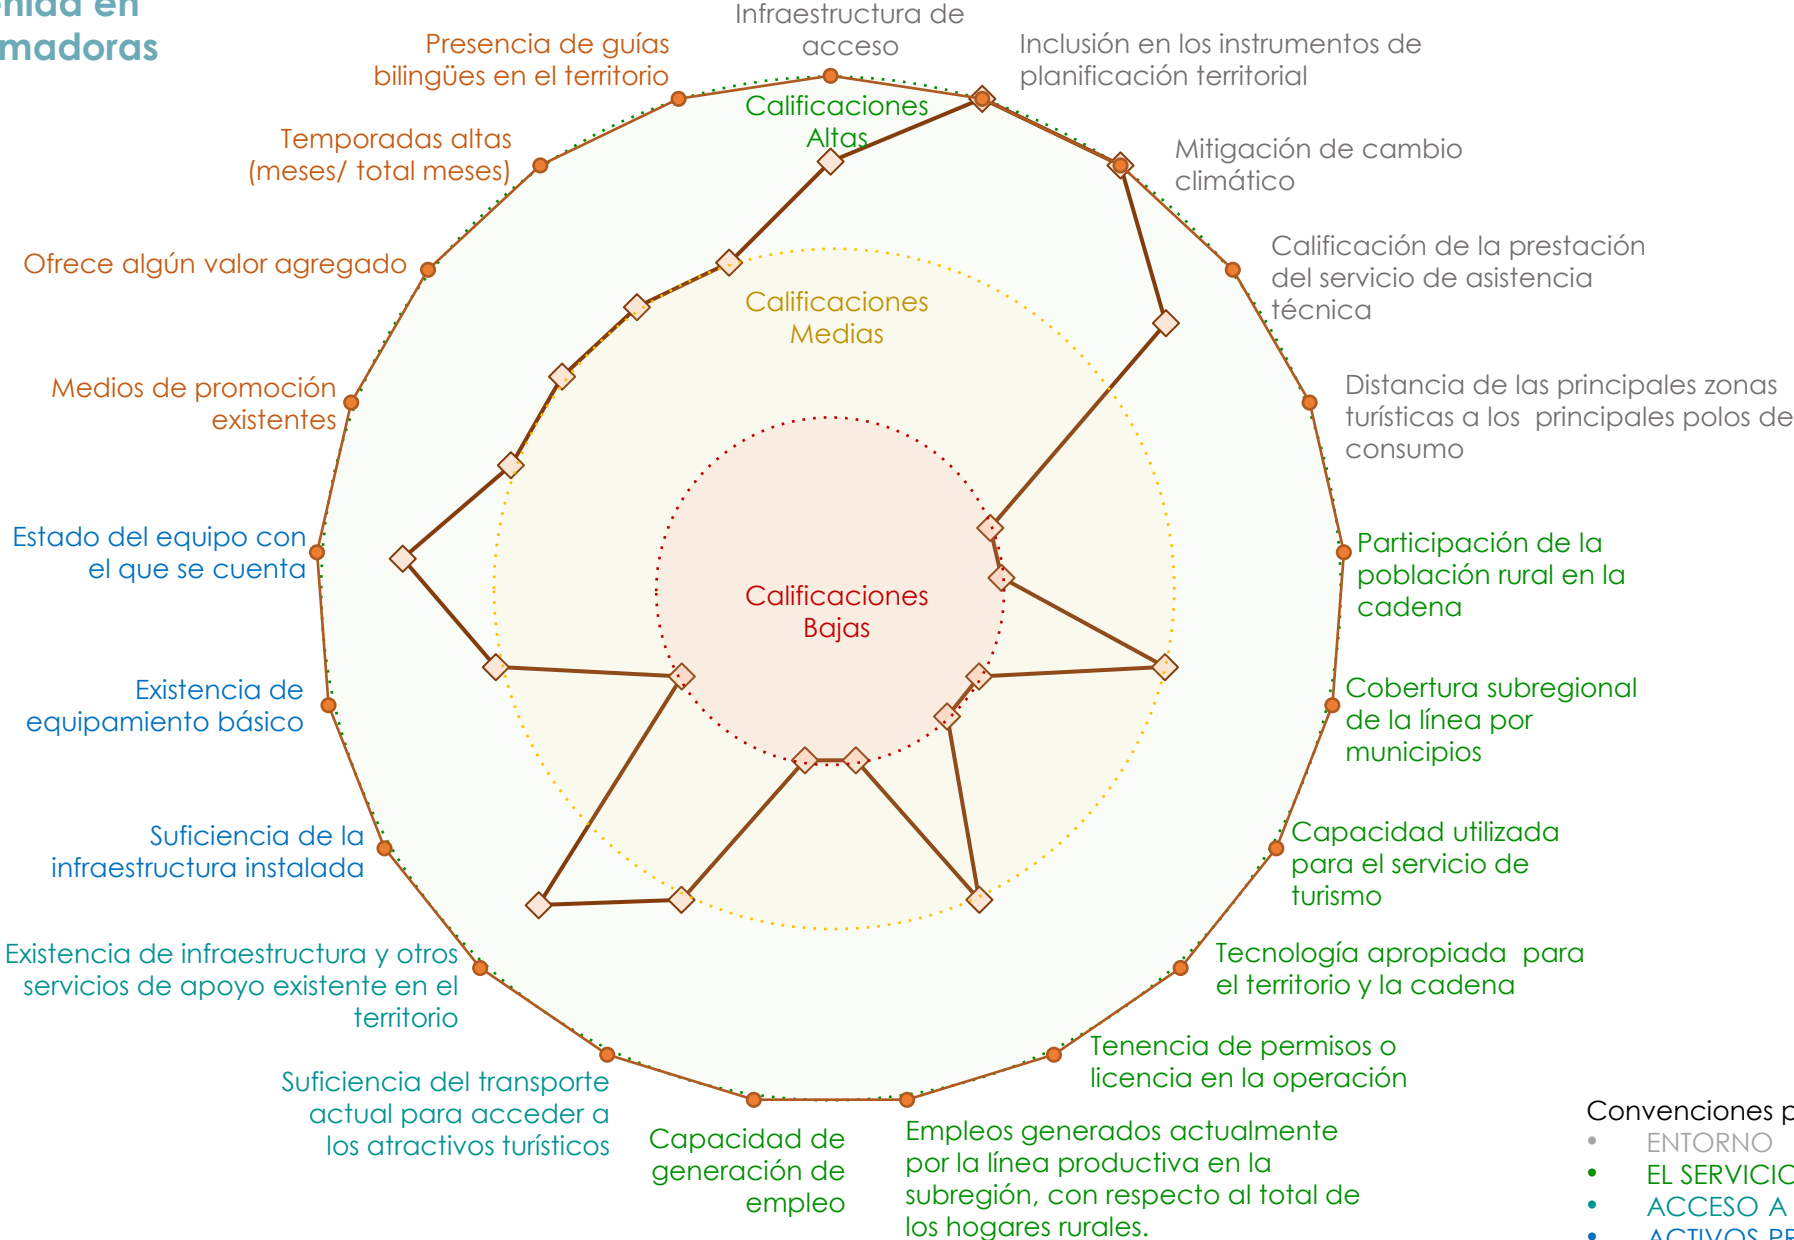 Infraestructura de
acceso
Presencia de guías
bilingües en el territorio
Inclusión en los instrumentos de
planificación territorial
Calificaciones
Altas
Temporadas altas
(meses/ total meses)
Mitigación de cambio
climático
Ofrece algún valor agregado
Calificación de la prestación
del servicio de asistencia
técnica
Calificaciones
Medias
Medios de promoción
existentes
Distancia de las principales zonas
turísticas a los principales polos de
consumo
Estado del equipo con
el que se cuenta
Participación de la
población rural en la
cadena
Calificaciones
Bajas
Existencia de
equipamiento básico
Cobertura subregional
de la línea por
municipios
Suficiencia de la
infraestructura instalada
Capacidad utilizada
para el servicio de
turismo
Existencia de infraestructura y otros
servicios de apoyo existente en el
territorio
Tecnología apropiada para
el territorio y la cadena
Suficiencia del transporte
actual para acceder a
los atractivos turísticos
Tenencia de permisos o
licencia en la operación
Capacidad de
generación de
empleo
Empleos generados actualmente
por la línea productiva en la
subregión, con respecto al total de
los hogares rurales.
Convenciones
• ENTORNO
• EL SERVICIO
• ACCESO A
• ACTIVOS